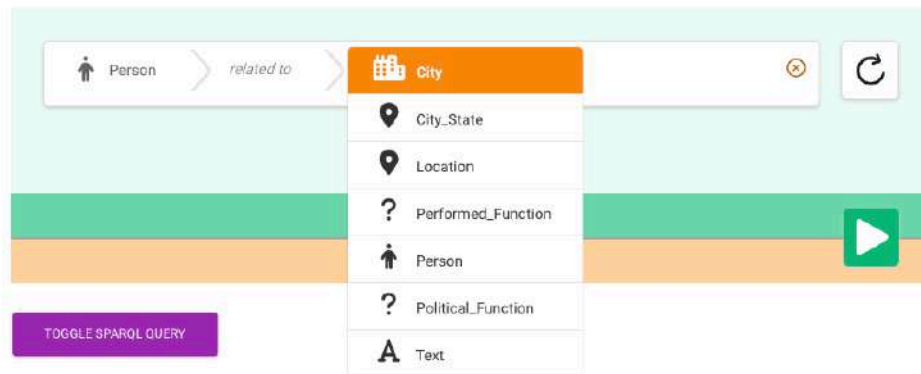 Person related to City
City_State
Location
Performed_Function
Person
Political_Function
TOGGLE SPARQL QUERY
Text